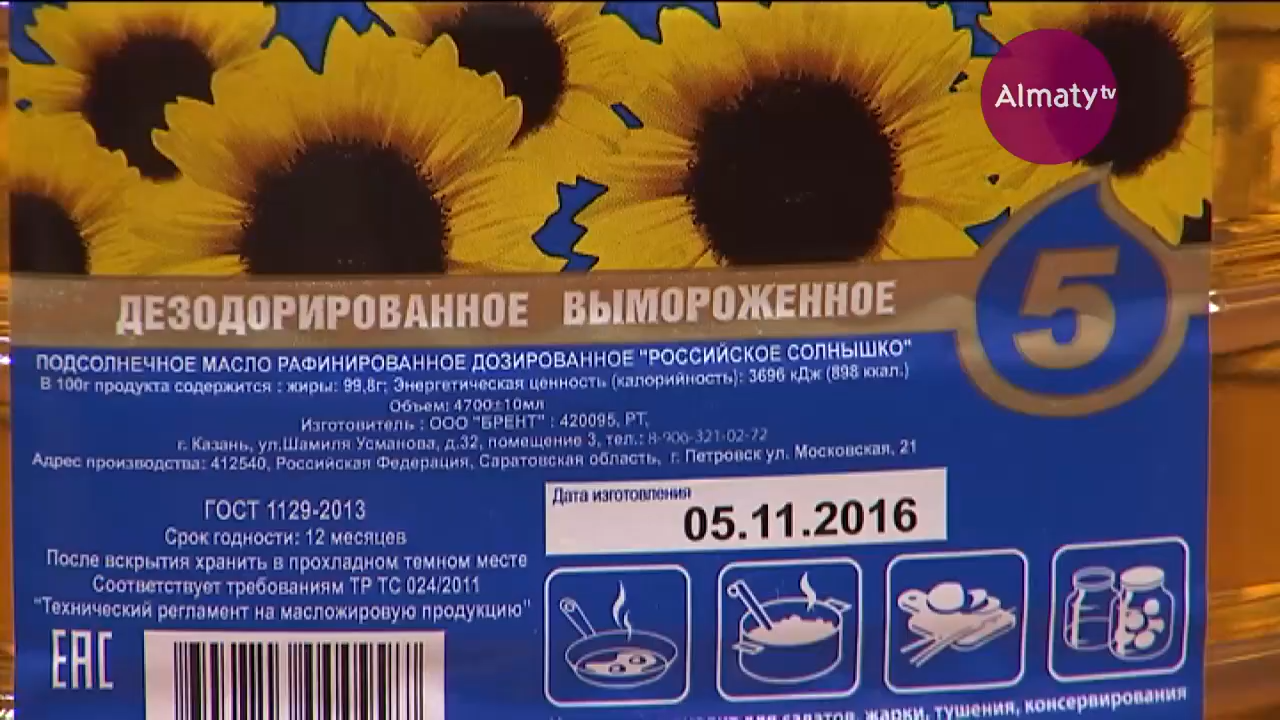 Almaty tv
5
ДЕЗОДОРИРОВАННОЕ ВЫМОРОЖЕННОЕ
ПОДСОЛНЕЧНОЕ МАСЛО РАФИНИРОВАННОЕ ДОЗИРОВАННОЕ "РОССИЙСКОЕ СОЛНЫШКО"
В 100г продукта содержится : жиры: 99,8г; Энергетическая ценность (калорийность): 3696 кДж (898 ккал.)
Объем: 4700±10мл
Изготовитель : ООО "БРЕНТ" : 420095, РТ,
г. Казань, ул.Шамиля Усманова, д.32, помещение 3, тел.: 8-906-321-02-72
Адрес производства: 412540, Российская Федерация, Саратовская область, г. Петровск ул. Московская, 21
ГОСТ 1129-2013
Срок годности: 12 месяцев
После вскрытия хранить в прохладном темном месте
Соответствует требованиям ТР ТС 024/2011
"Технический регламент на масложировую продукцию"
Дата изготовления
05.11.2016
ЕАС
для салатов, жарки, тушения, консервирования